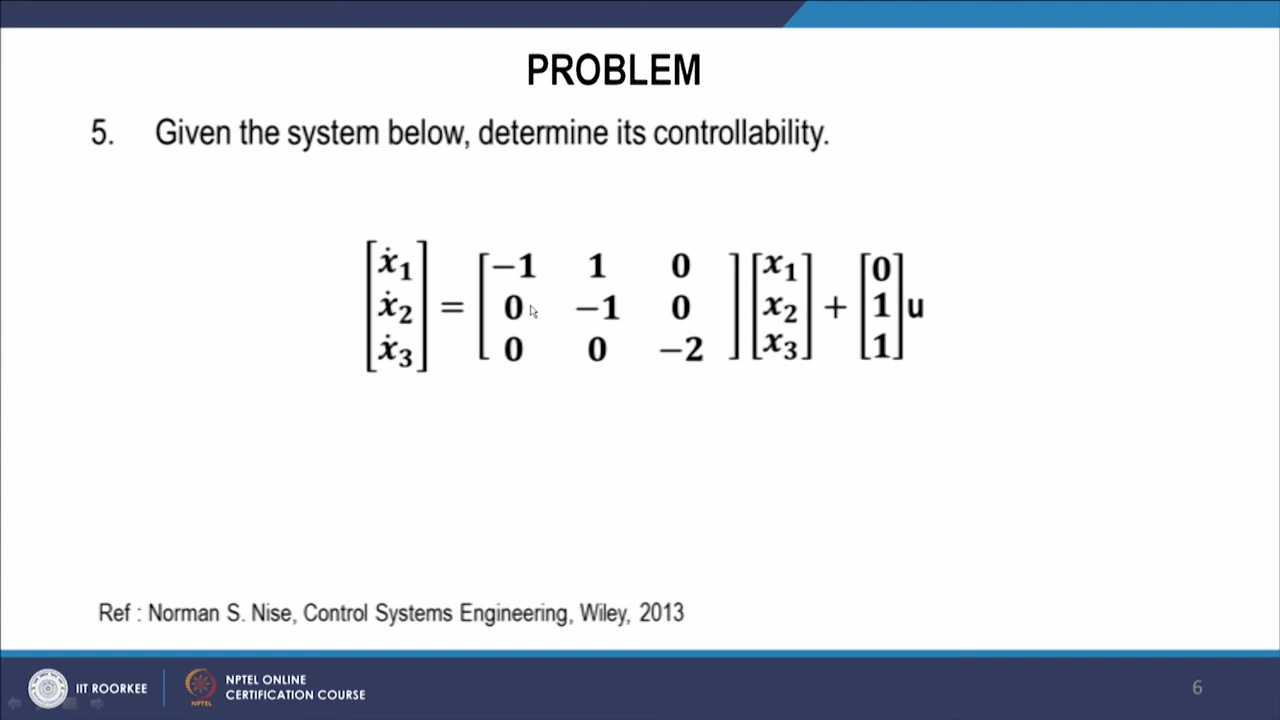 PROBLEM
5. Given the system below, determine its controllability.
[ẋ₁ ẋ₂ ẋ₃] = [−1 1 0; 0 −1 0; 0 0 −2] [x₁ x₂ x₃] + [0 1 1] u
Ref : Norman S. Nise, Control Systems Engineering, Wiley, 2013
IIT ROORKEE
NPTEL
NPTEL ONLINE
CERTIFICATION COURSE
6